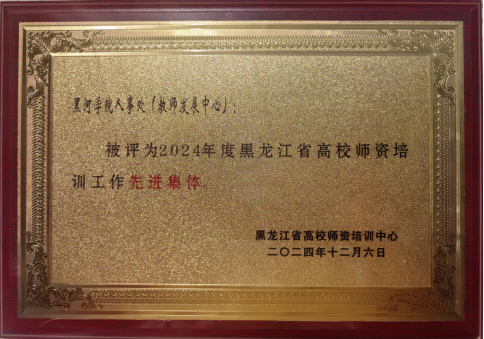 黑河学院人事处（教师发展中心）：
被评为2024年度黑龙江省高校师资培
训工作先进集体。
黑龙江省高校师资培训中心
二〇二四年十二月六日